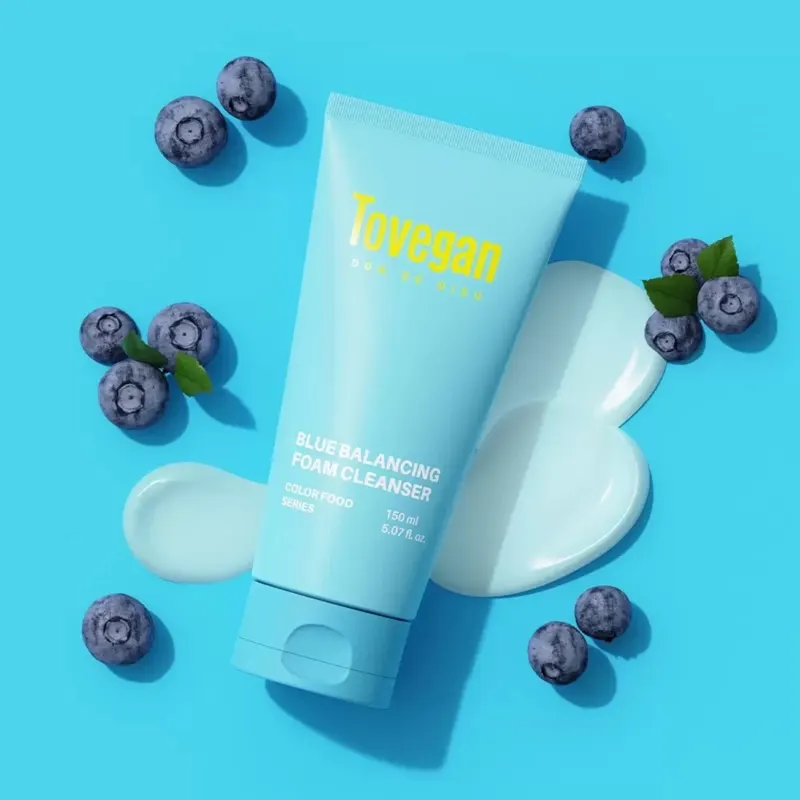 Tovegan
BLUE BALANCING
FOAM CLEANSER
COLOR FOOD
SERIES
150 ml
5.07 fl. oz.